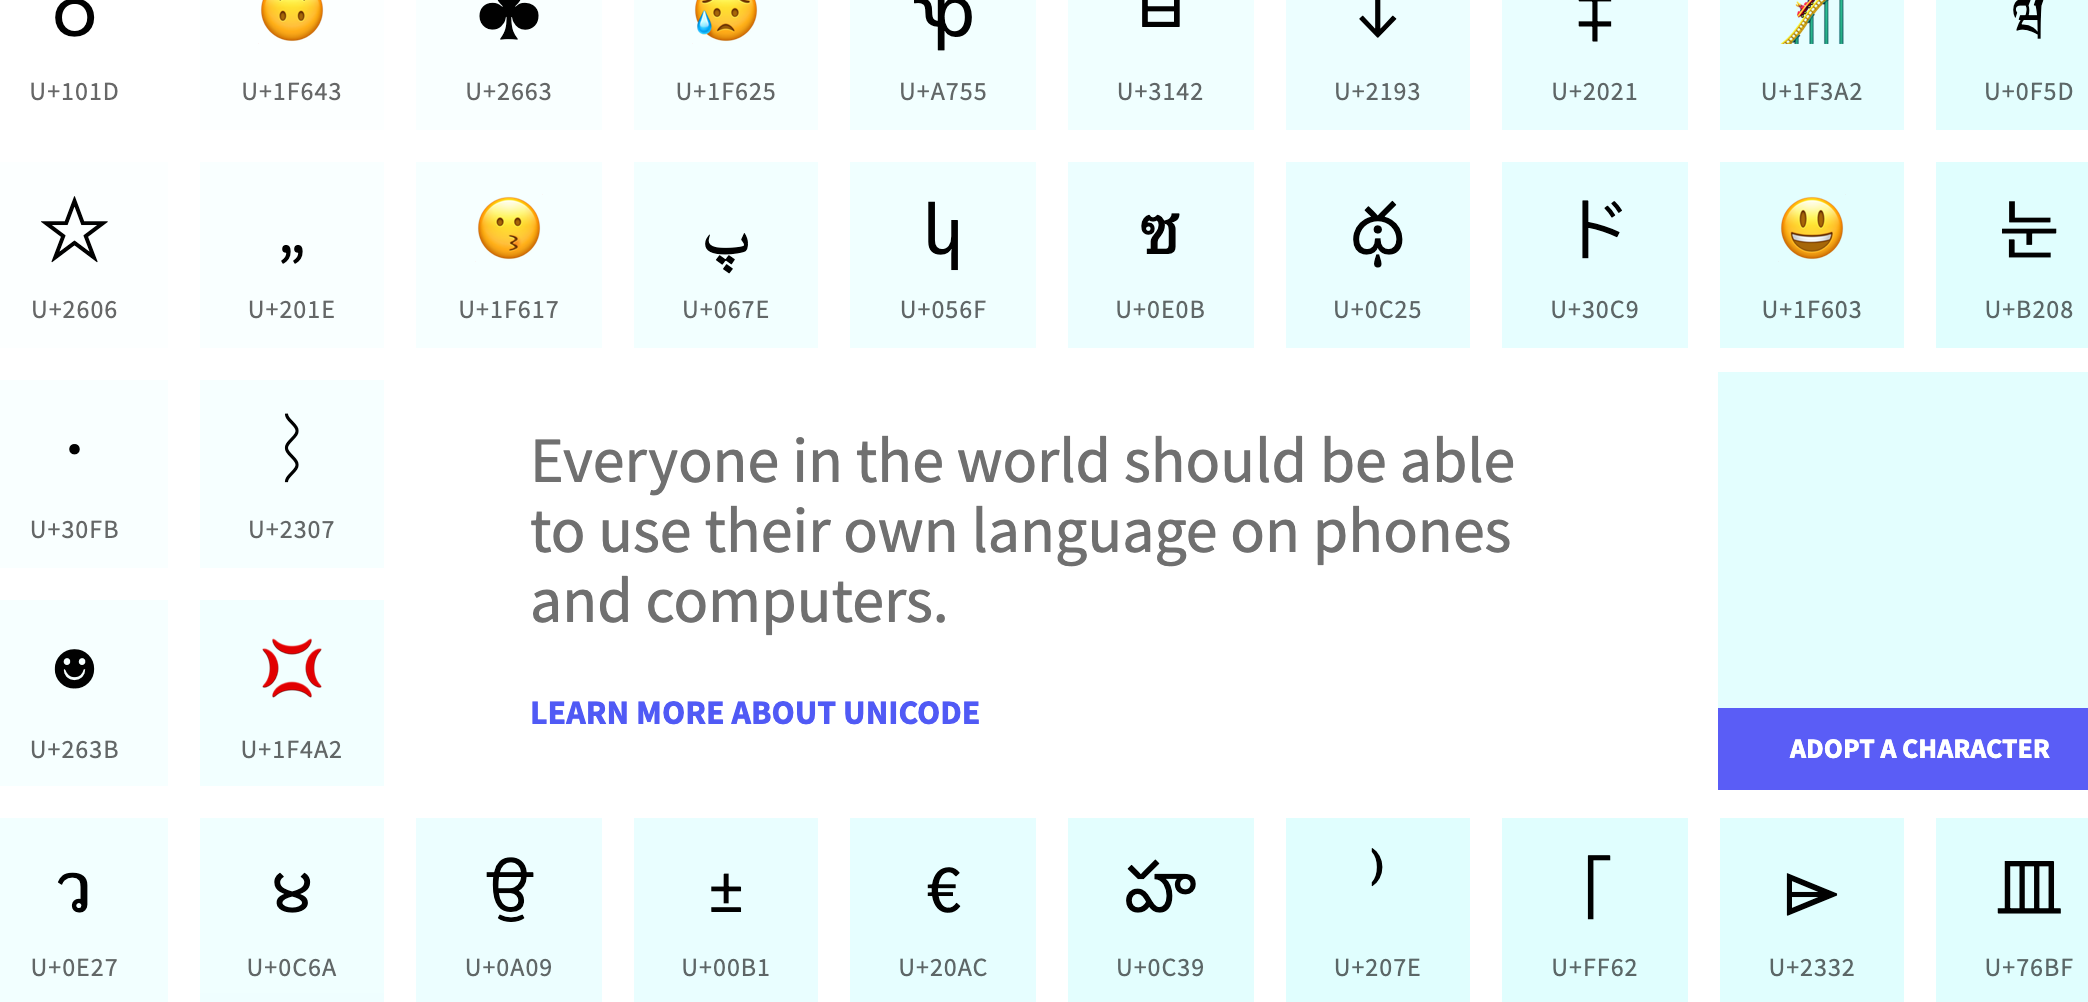 U+101D U+1F643 U+2663 U+1F625 U+A755 U+3142 U+2193 U+2021 U+1F3A2 U+0F5D
☆ ‟ 😗 پ կ ซ థ ド 😃 눈
U+2606 U+201E U+1F617 U+067E U+056F U+0E0B U+0C25 U+30C9 U+1F603 U+B208
・ ⌇
U+30FB U+2307
Everyone in the world should be able
to use their own language on phones
and computers.
LEARN MORE ABOUT UNICODE
☻ 💢
U+263B U+1F4A2
ADOPT A CHARACTER
ว ౪ ਉ ± € హ ⁾ ｢ ⌲ 皿
U+0E27 U+0C6A U+0A09 U+00B1 U+20AC U+0C39 U+207E U+FF62 U+2332 U+76BF